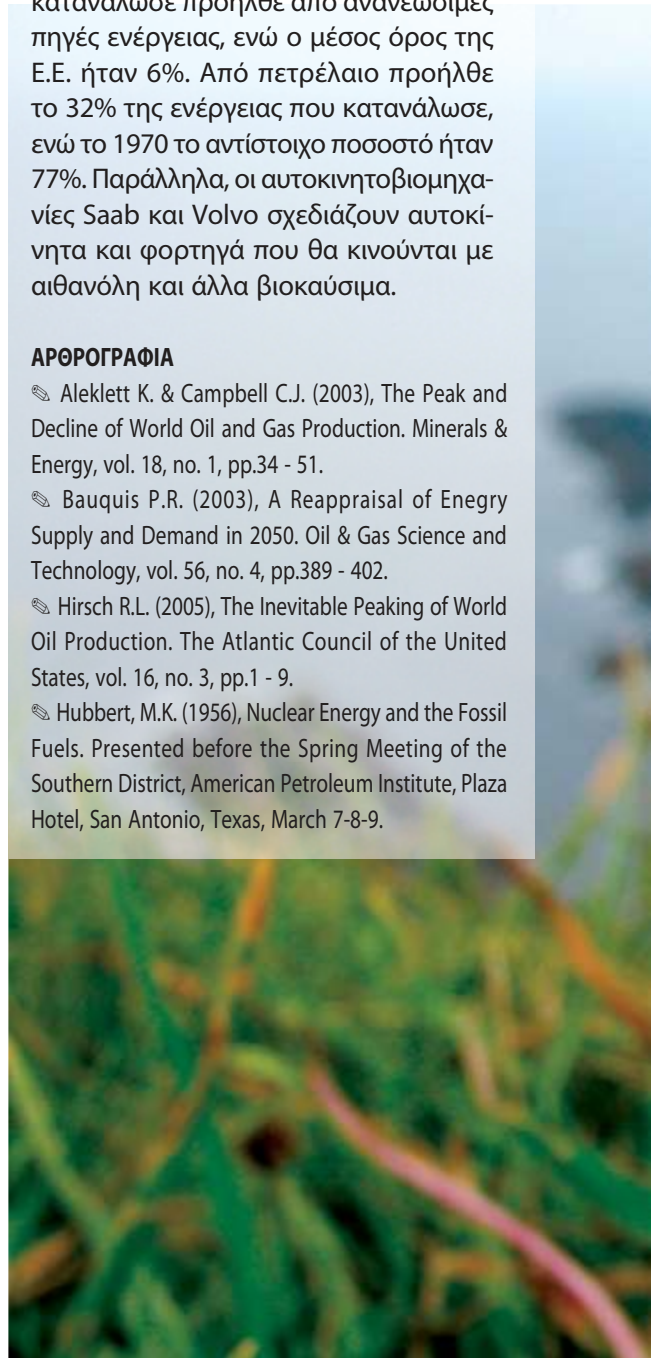 κατανάλωσε προήλθε από ανανεώσιμες
πηγές ενέργειας, ενώ ο μέσος όρος της
Ε.Ε. ήταν 6%. Από πετρέλαιο προήλθε
το 32% της ενέργειας που κατανάλωσε,
ενώ το 1970 το αντίστοιχο ποσοστό ήταν
77%. Παράλληλα, οι αυτοκινητοβιομηχα-
νίες Saab και Volvo σχεδιάζουν αυτοκί-
νητα και φορτηγά που θα κινούνται με
αιθανόλη και άλλα βιοκαύσιμα.
ΑΡΘΡΟΓΡΑΦΙΑ
✎ Aleklett K. & Campbell C.J. (2003), The Peak and
Decline of World Oil and Gas Production. Minerals &
Energy, vol. 18, no. 1, pp.34 - 51.
✎ Bauquis P.R. (2003), A Reappraisal of Enegry
Supply and Demand in 2050. Oil & Gas Science and
Technology, vol. 56, no. 4, pp.389 - 402.
✎ Hirsch R.L. (2005), The Inevitable Peaking of World
Oil Production. The Atlantic Council of the United
States, vol. 16, no. 3, pp.1 - 9.
✎ Hubbert, M.K. (1956), Nuclear Energy and the Fossil
Fuels. Presented before the Spring Meeting of the
Southern District, American Petroleum Institute, Plaza
Hotel, San Antonio, Texas, March 7-8-9.